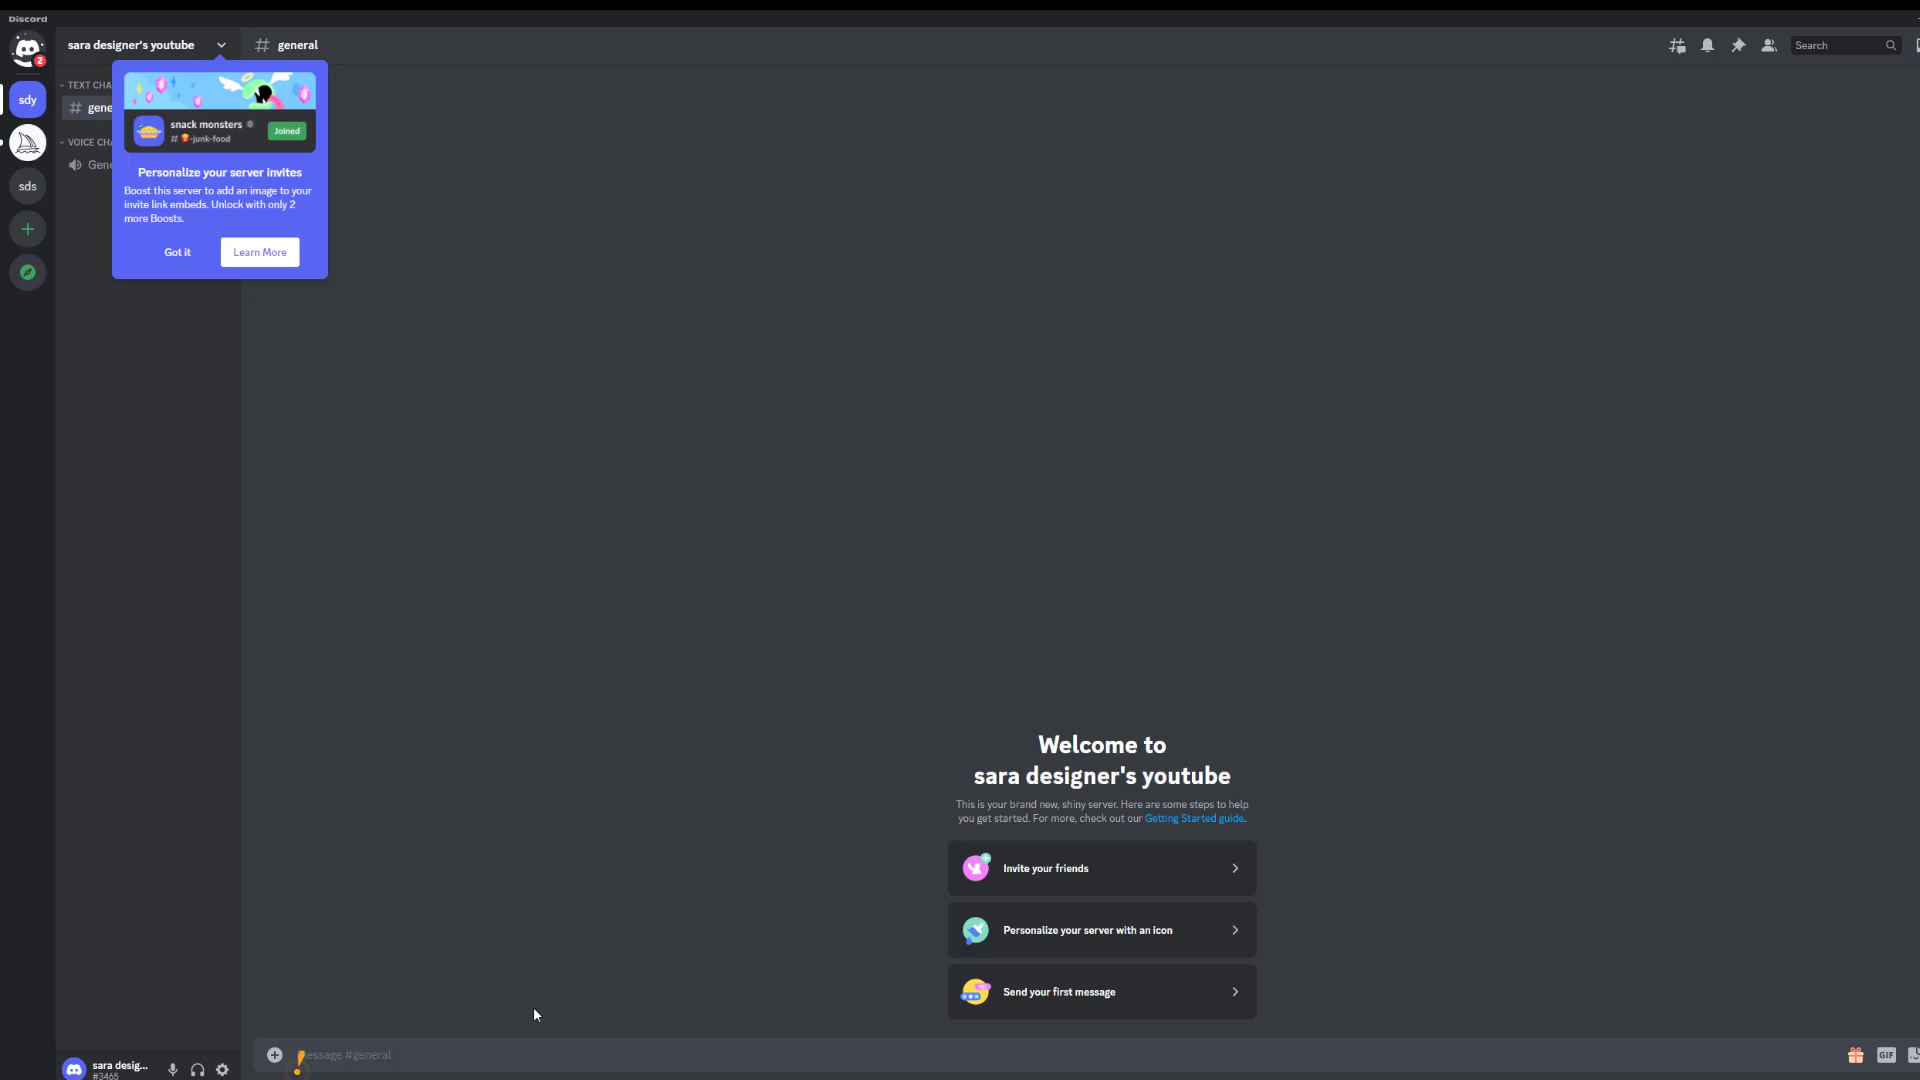 Discord
2
sara designer's youtube
general
Search
sdy
sds
TEXT CHA
gene
VOICE CHA
Gene
snack monsters
-junk-food
Joined
Personalize your server invites
Boost this server to add an image to your
invite link embeds. Unlock with only 2
more Boosts.
Got it
Learn More
Welcome to
sara designer's youtube
This is your brand new, shiny server. Here are some steps to help
you get started. For more, check out our Getting Started guide.
Invite your friends
Personalize your server with an icon
Send your first message
essage #general
GIF
sara desig...
#3465